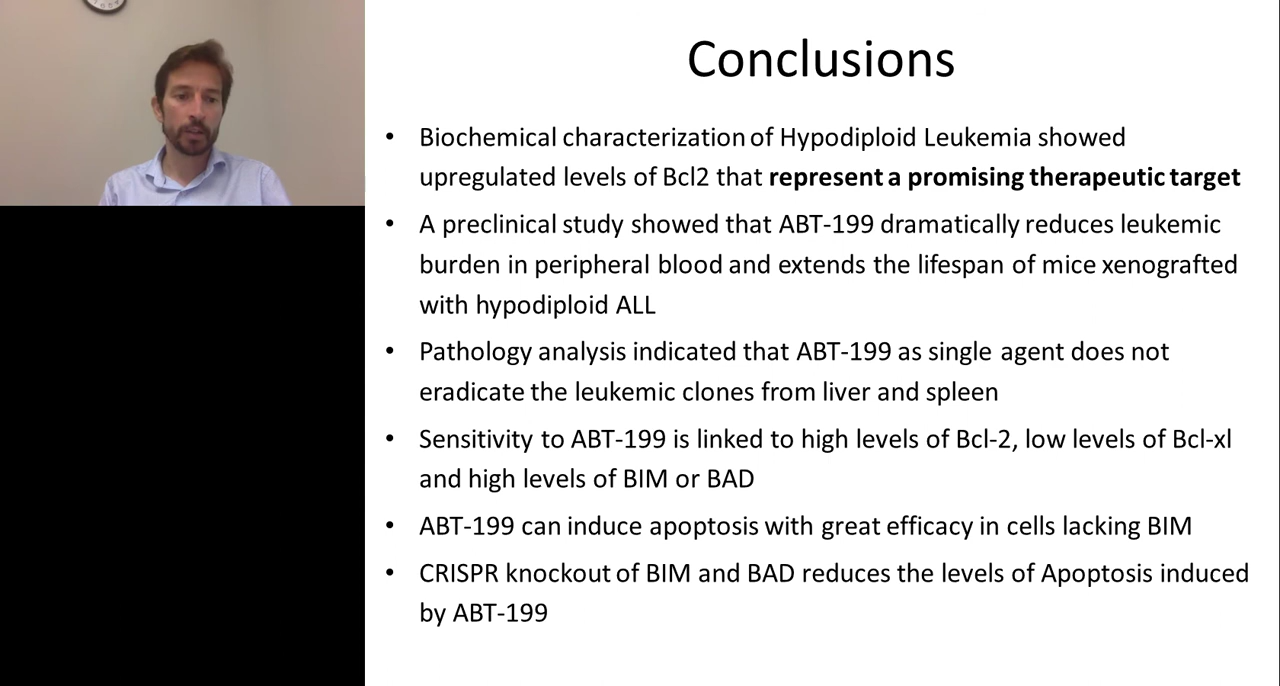 Conclusions
• Biochemical characterization of Hypodiploid Leukemia showed
upregulated levels of Bcl2 that represent a promising therapeutic target
• A preclinical study showed that ABT-199 dramatically reduces leukemic
burden in peripheral blood and extends the lifespan of mice xenografted
with hypodiploid ALL
• Pathology analysis indicated that ABT-199 as single agent does not
eradicate the leukemic clones from liver and spleen
• Sensitivity to ABT-199 is linked to high levels of Bcl-2, low levels of Bcl-xl
and high levels of BIM or BAD
• ABT-199 can induce apoptosis with great efficacy in cells lacking BIM
• CRISPR knockout of BIM and BAD reduces the levels of Apoptosis induced
by ABT-199